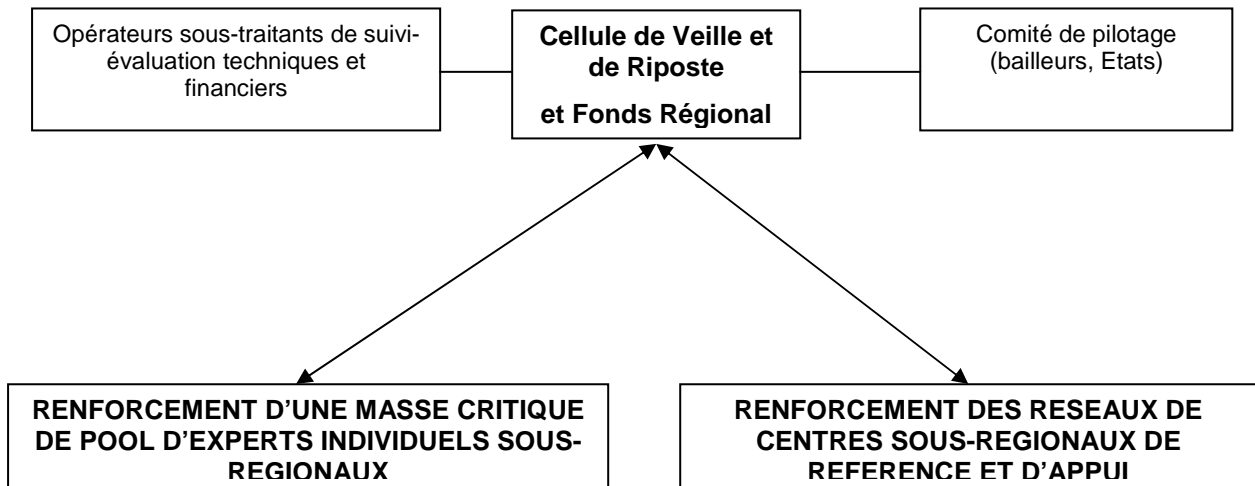 Opérateurs sous-traitants de suivi-
évaluation techniques et
financiers
Cellule de Veille et
de Riposte
et Fonds Régional
Comité de pilotage
(bailleurs, Etats)
RENFORCEMENT D’UNE MASSE CRITIQUE
DE POOL D’EXPERTS INDIVIDUELS SOUS-
REGIONAUX
RENFORCEMENT DES RESEAUX DE
CENTRES SOUS-REGIONAUX DE
REFERENCE ET D’APPUI